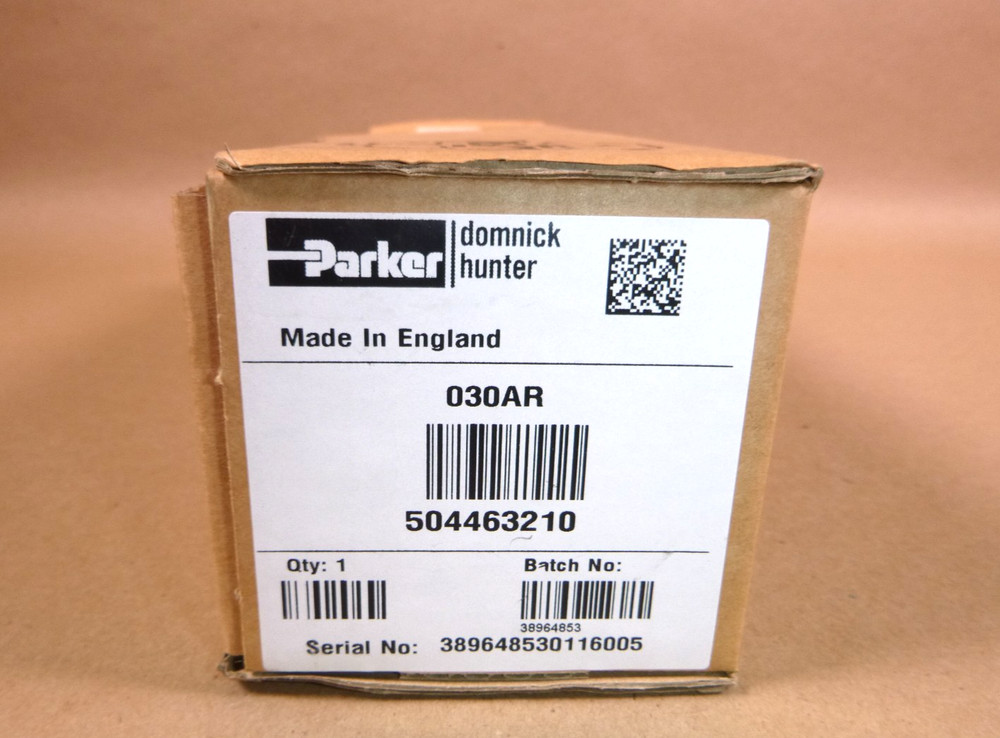 Parker
domnick
hunter
Made In England
030AR
504463210
Qty: 1
Batch No:
38964853
Serial No: 389648530116005